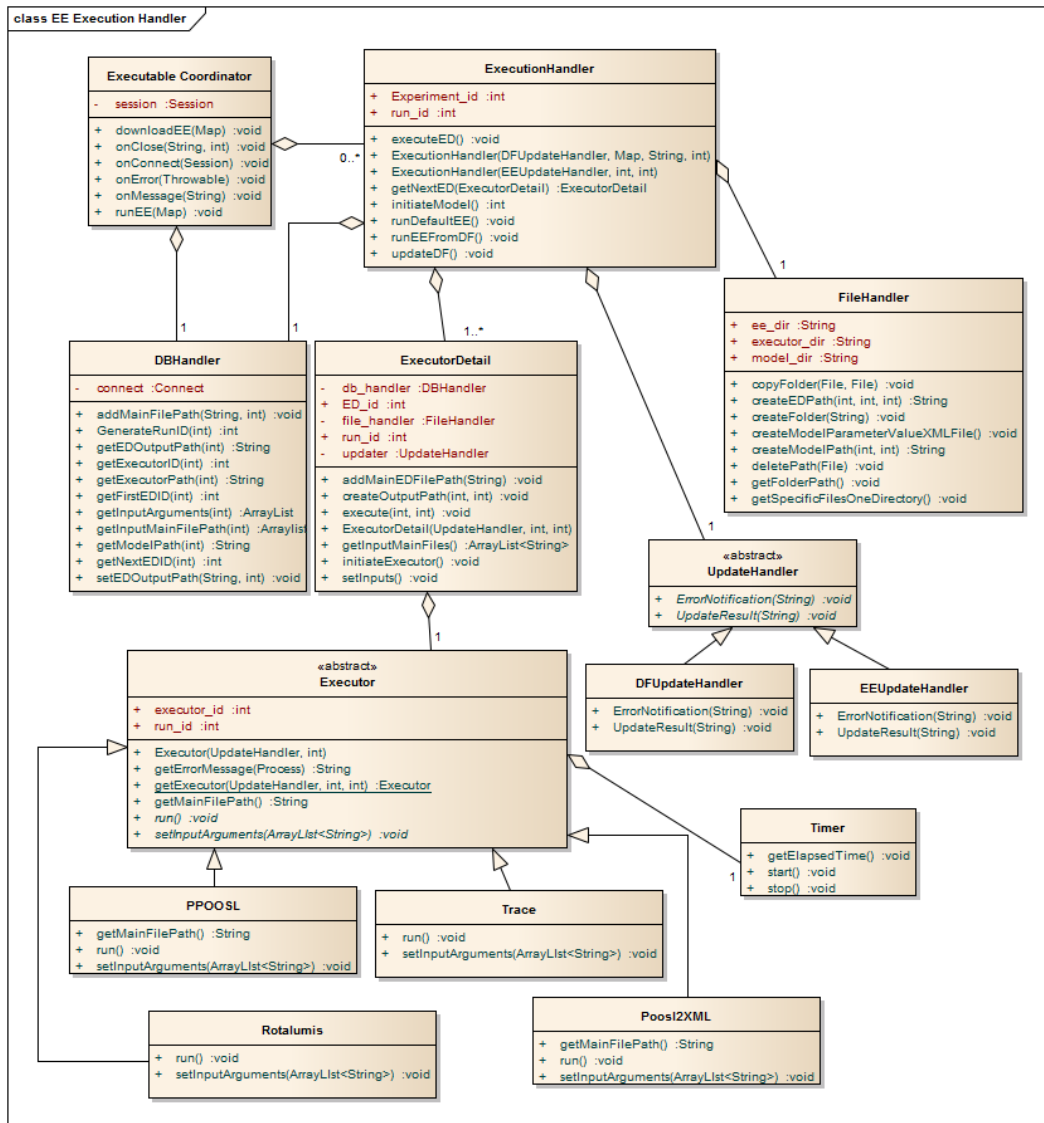 class EE Execution Handler
Executable Coordinator
- session :Session
+ downloadEE(Map) :void
+ onClose(String, int) :void
+ onConnect(Session) :void
+ onError(Throwable) :void
+ onMessage(String) :void
+ runEE(Map) :void
ExecutionHandler
+ Experiment_id :int
+ run_id :int
+ executeED() :void
+ ExecutionHandler(DFUpdateHandler, Map, String, int)
+ ExecutionHandler(EEUpdateHandler, int, int)
+ getNextED(ExecutorDetail) :ExecutorDetail
+ initiateModel() :int
+ runDefaultEE() :void
+ runEEFromDF() :void
+ updateDF() :void
0..*
1
1
1..*
1
FileHandler
+ ee_dir :String
+ executor_dir :String
+ model_dir :String
+ copyFolder(File, File) :void
+ createEDPath(int, int, int) :String
+ createFolder(String) :void
+ createModelParameterValueXMLFile() :void
+ createModelPath(int, int) :String
+ deletePath(File) :void
+ getFolderPath() :void
+ getSpecificFilesOneDirectory() :void
DBHandler
- connect :Connect
+ addMainFilePath(String, int) :void
+ GenerateRunID(int) :int
+ getEDOutputPath(int) :String
+ getExecutorID(int) :int
+ getExecutorPath(int) :String
+ getFirstEDID(int) :int
+ getInputArguments(int) :ArrayList
+ getInputMainFilePath(int) :Arraylist
+ getModelPath(int) :String
+ getNextEDID(int) :int
+ setEDOutputPath(String, int) :void
ExecutorDetail
- db_handler :DBHandler
+ ED_id :int
- file_handler :FileHandler
+ run_id :int
- updater :UpdateHandler
+ addMainEDFilePath(String) :void
+ createOutputPath(int, int) :void
+ execute(int, int) :void
+ ExecutorDetail(UpdateHandler, int, int)
+ getInputMainFiles() :ArrayList<String>
+ initiateExecutor() :void
+ setInputs() :void
1
«abstract»
UpdateHandler
+ ErrorNotification(String) :void
+ UpdateResult(String) :void
1
DFUpdateHandler
+ ErrorNotification(String) :void
+ UpdateResult(String) :void
EEUpdateHandler
+ ErrorNotification(String) :void
+ UpdateResult(String) :void
«abstract»
Executor
+ executor_id :int
+ run_id :int
+ Executor(UpdateHandler, int)
+ getErrorMessage(Process) :String
+ getExecutor(UpdateHandler, int, int) :Executor
+ getMainFilePath() :String
+ run() :void
+ setInputArguments(ArrayLIst<String>) :void
Timer
+ getElapsedTime() :void
+ start() :void
+ stop() :void
1
PPOOSL
+ getMainFilePath() :String
+ run() :void
+ setInputArguments(ArrayLIst<String>) :void
Trace
+ run() :void
+ setInputArguments(ArrayLIst<String>) :void
Rotalumis
+ run() :void
+ setInputArguments(ArrayLIst<String>) :void
Poosl2XML
+ getMainFilePath() :String
+ run() :void
+ setInputArguments(ArrayLIst<String>) :void